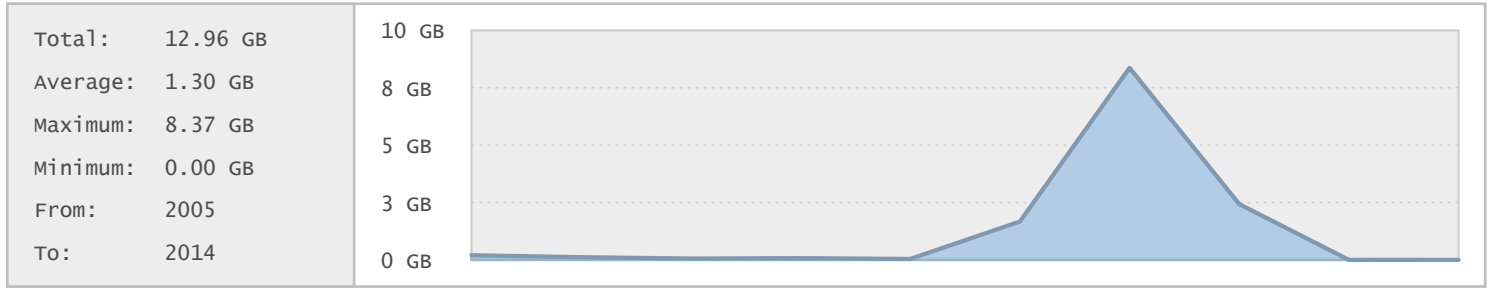 Total: 12.96 GB
Average: 1.30 GB
Maximum: 8.37 GB
Minimum: 0.00 GB
From: 2005
To: 2014
10 GB
8 GB
5 GB
3 GB
0 GB